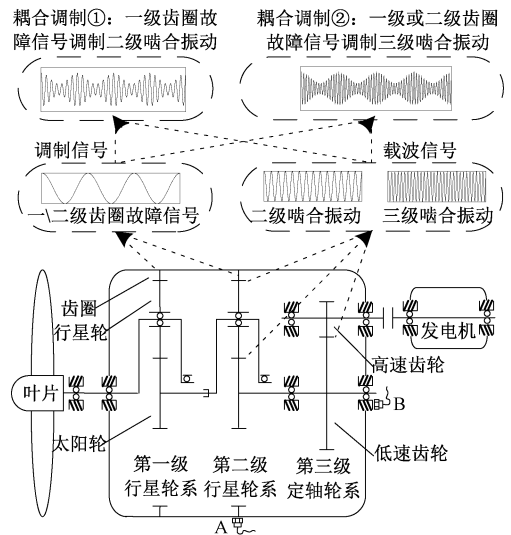 耦合调制①：一级齿圈故
障信号调制二级啮合振动
耦合调制②：一级或二级齿圈
故障信号调制三级啮合振动
调制信号
载波信号
一\二级齿圈故障信号
二级啮合振动
三级啮合振动
齿圈
行星轮
发电机
高速齿轮
叶片
B
太阳轮
低速齿轮
第一级
行星轮系
第二级
行星轮系
第三级
定轴轮系
A